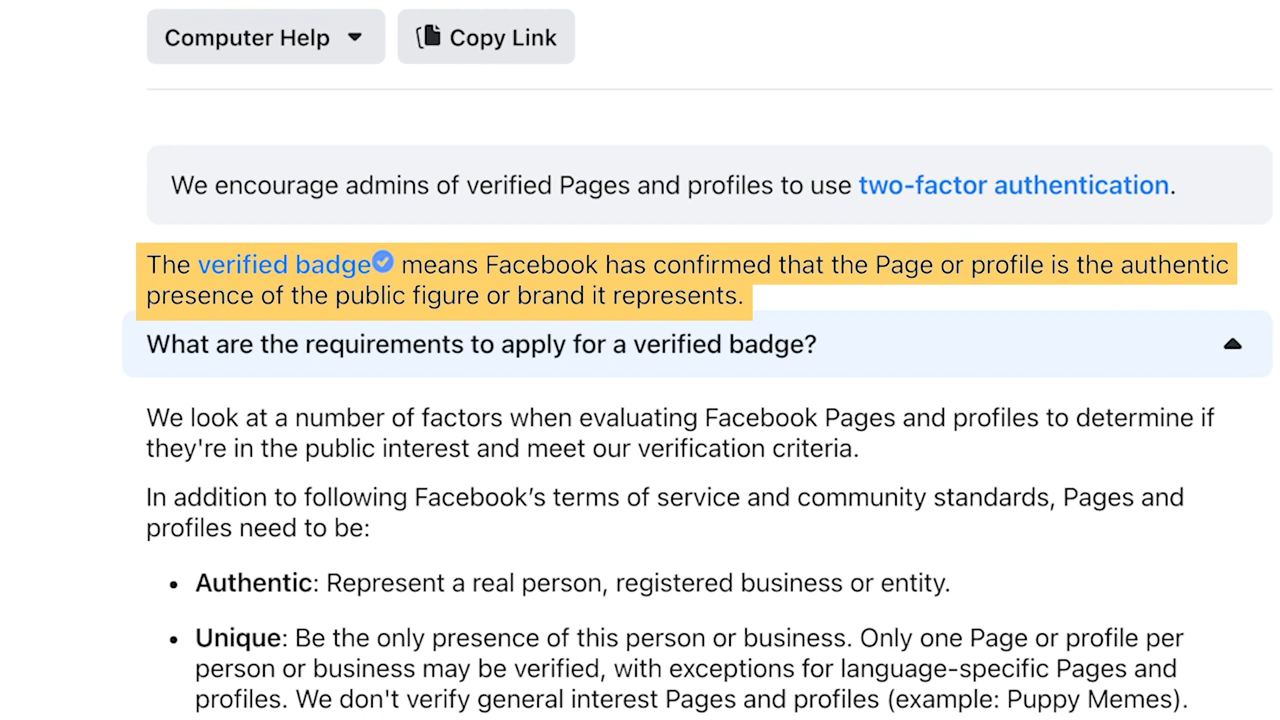 Computer Help
Copy Link
We encourage admins of verified Pages and profiles to use two-factor authentication.
The verified badge means Facebook has confirmed that the Page or profile is the authentic
presence of the public figure or brand it represents.
What are the requirements to apply for a verified badge?
We look at a number of factors when evaluating Facebook Pages and profiles to determine if
they're in the public interest and meet our verification criteria.
In addition to following Facebook’s terms of service and community standards, Pages and
profiles need to be:
• Authentic: Represent a real person, registered business or entity.
• Unique: Be the only presence of this person or business. Only one Page or profile per
person or business may be verified, with exceptions for language-specific Pages and
profiles. We don't verify general interest Pages and profiles (example: Puppy Memes).